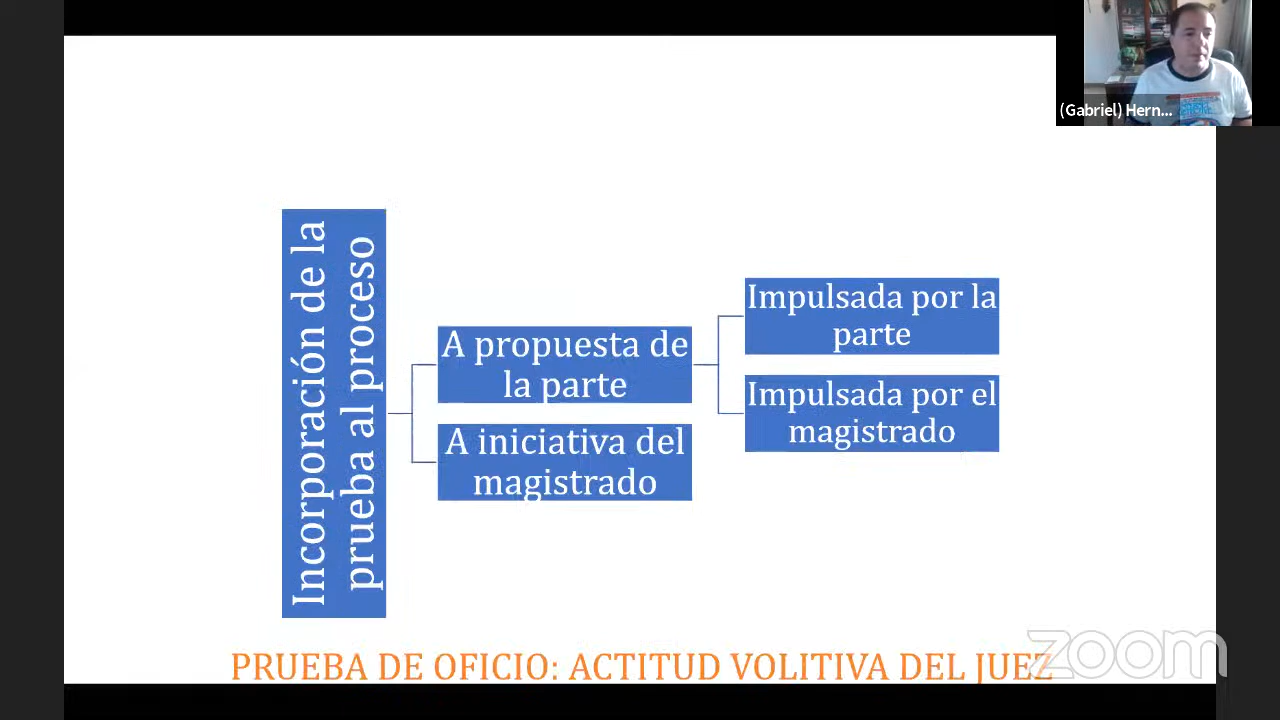 (Gabriel) Hern...
Incorporación de la
prueba al proceso
A propuesta de
la parte
A iniciativa del
magistrado
Impulsada por la
parte
Impulsada por el
magistrado
PRUEBA DE OFICIO: ACTITUD VOLITIVA DEL JUEZ
zoom